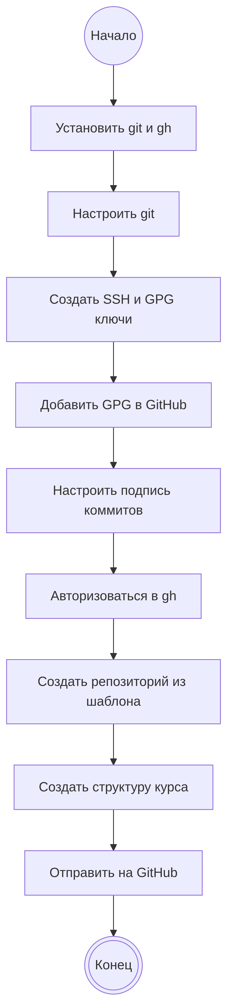 Начало
Установить git и gh
Настроить git
Создать SSH и GPG
ключи
Добавить GPG в GitHub
Настроить подпись
коммитов
Авторизоваться в gh
Создать репозиторий из
шаблона
Создать структуру курса
Отправить на GitHub
Конец